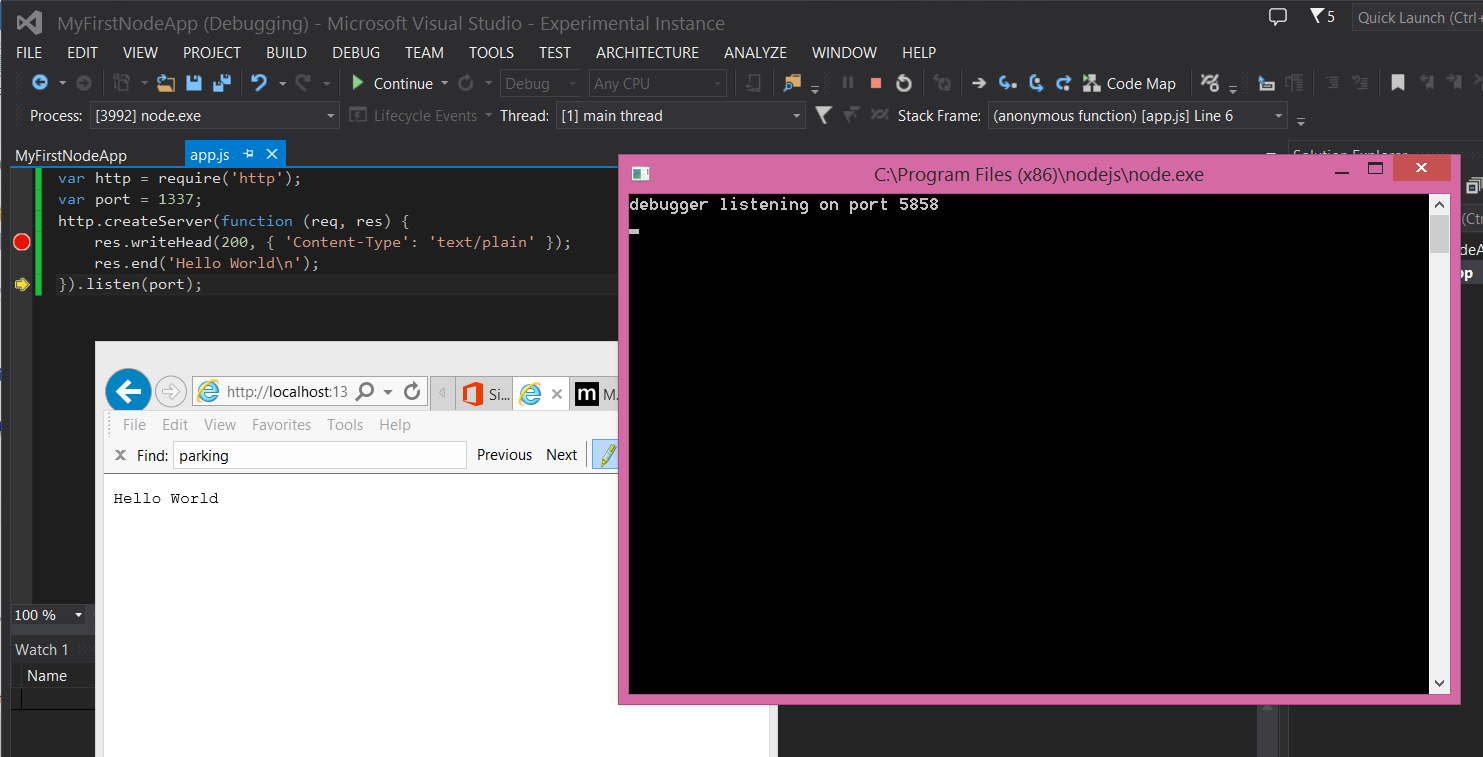 MyFirstNodeApp (Debugging) - Microsoft Visual Studio - Experimental Instance
5
Quick Launch (Ctrl+
FILE EDIT VIEW PROJECT BUILD DEBUG TEAM TOOLS TEST ARCHITECTURE ANALYZE WINDOW HELP
Continue Debug Any CPU Code Map
Process: [3992] node.exe Lifecycle Events Thread: [1] main thread Stack Frame: (anonymous function) [app.js] Line 6
MyFirstNodeApp app.js
Solution Explorer
var http = require('http');
var port = 1337;
http.createServer(function (req, res) {
res.writeHead(200, { 'Content-Type': 'text/plain' });
res.end('Hello World\n');
}).listen(port);
C:\Program Files (x86)\nodejs\node.exe
debugger listening on port 5858
(Ctr
deA
pp
http://localhost:13 Si... m M.
File Edit View Favorites Tools Help
x Find: parking Previous Next
Hello World
100 %
Watch 1
Name